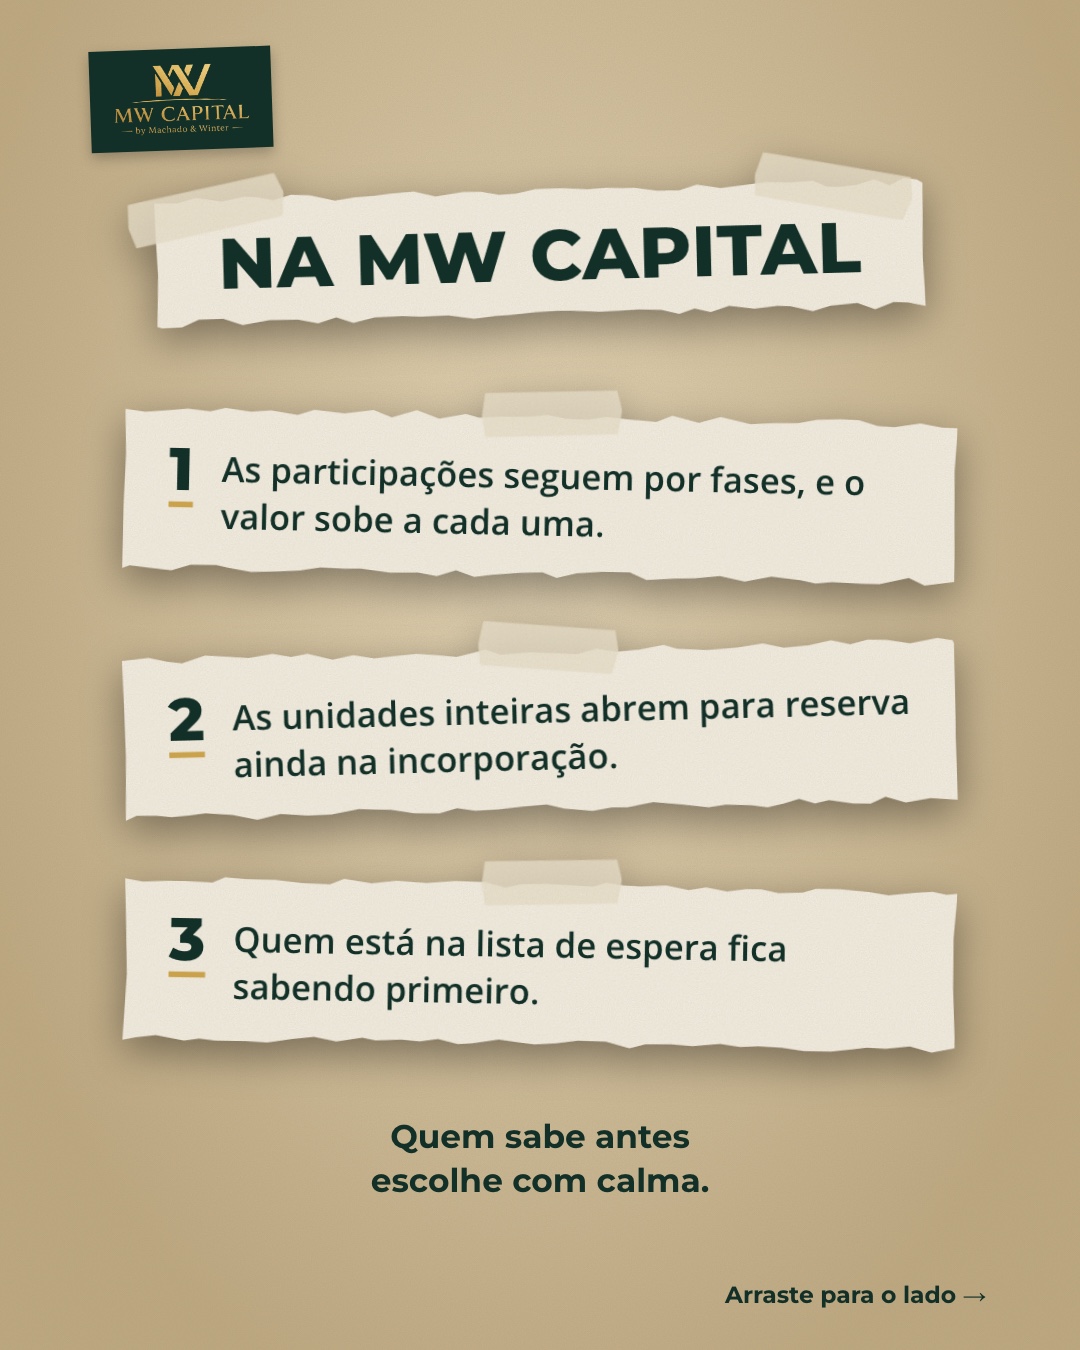 MW CAPITAL
by Machado & Winter
NA MW CAPITAL
1 As participações seguem por fases, e o
valor sobe a cada uma.
2 As unidades inteiras abrem para reserva
ainda na incorporação.
3 Quem está na lista de espera fica
sabendo primeiro.
Quem sabe antes
escolhe com calma.
Arraste para o lado →